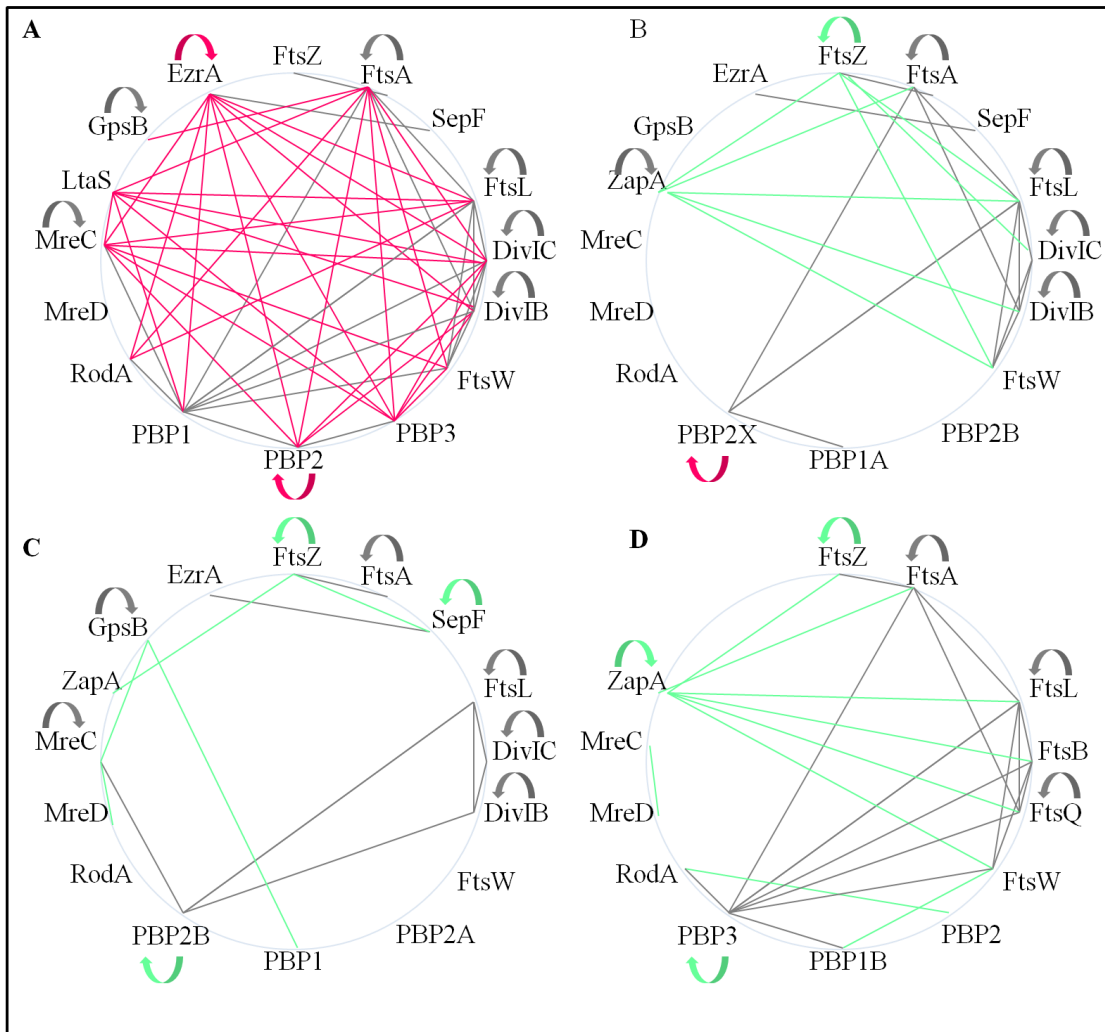 A
FtsZ
EzrA
FtsA
GpsB
SepF
LtaS
FtsL
MreC
DivIC
MreD
DivIB
RodA
FtsW
PBP1
PBP3
PBP2
B
FtsZ
EzrA
FtsA
GpsB
SepF
ZapA
FtsL
MreC
DivIC
MreD
DivIB
RodA
FtsW
PBP2X
PBP2B
PBP1A
C
FtsZ
EzrA
FtsA
GpsB
SepF
ZapA
FtsL
MreC
DivIC
MreD
DivIB
RodA
FtsW
PBP2B
PBP2A
PBP1
D
FtsZ
FtsA
ZapA
FtsL
MreC
FtsB
MreD
FtsQ
RodA
FtsW
PBP3
PBP2
PBP1B